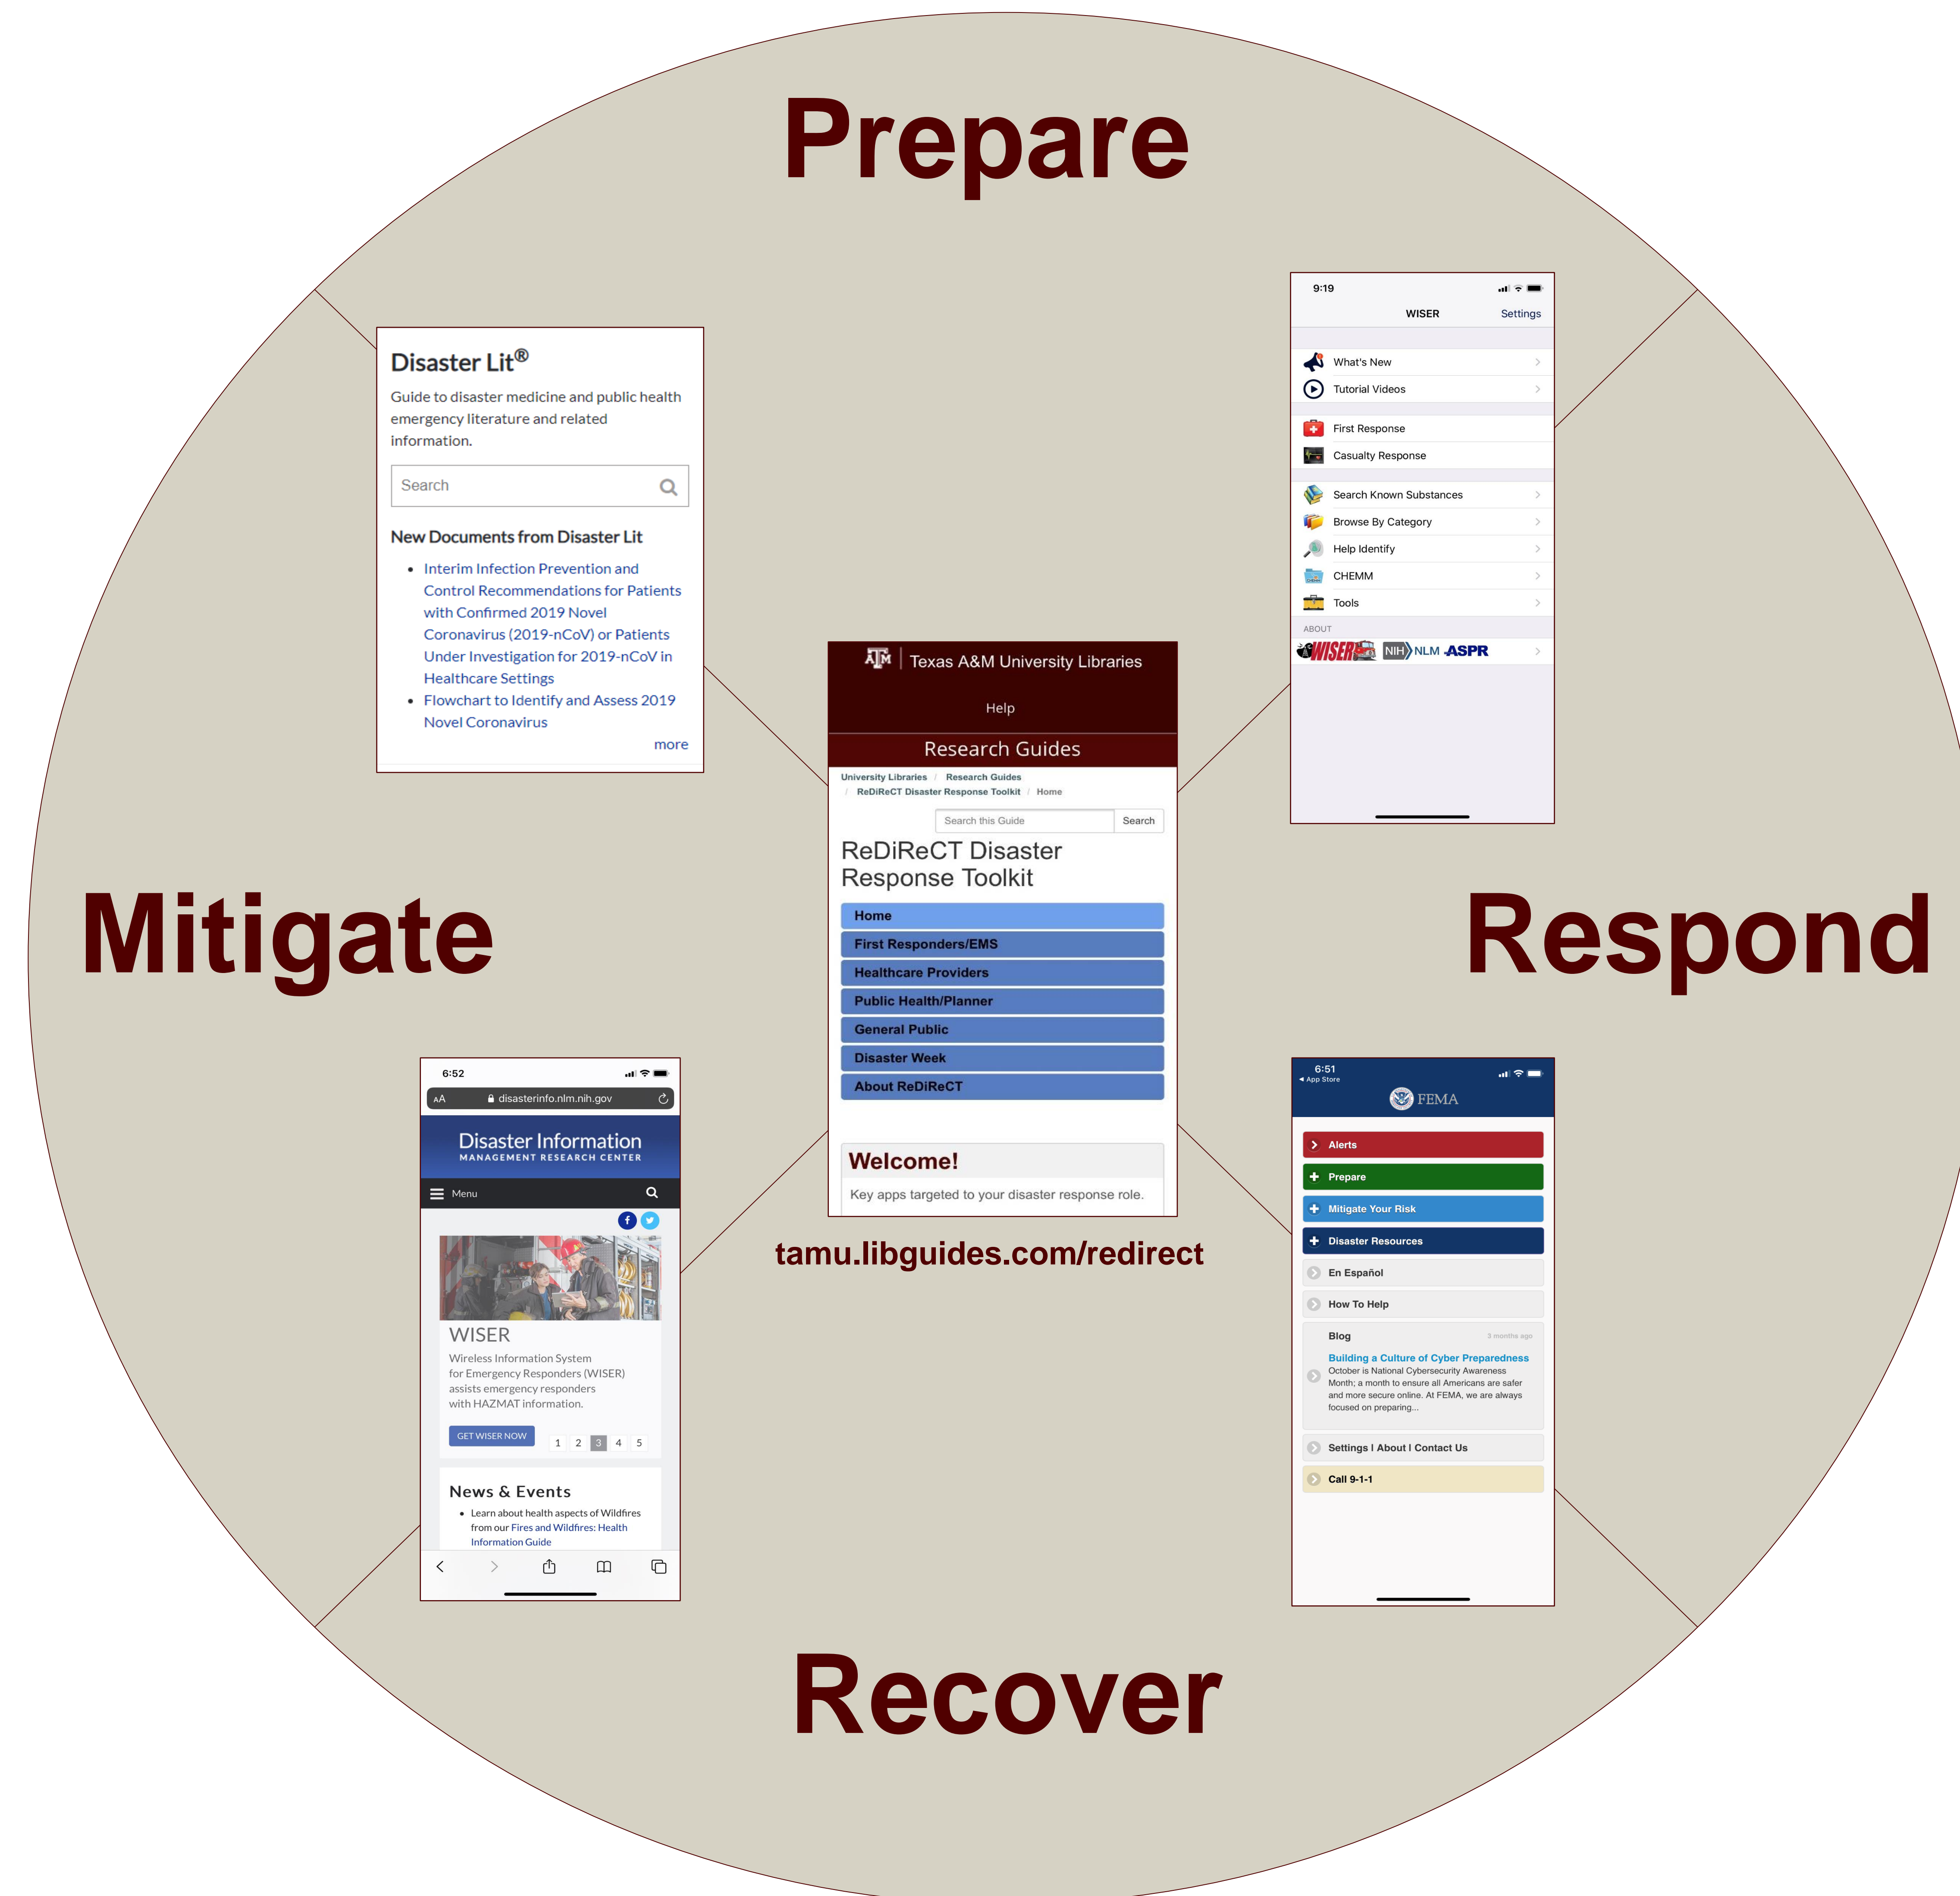 Prepare
Disaster Lit®
Guide to disaster medicine and public health
emergency literature and related
information.
Search
New Documents from Disaster Lit
• Interim Infection Prevention and
Control Recommendations for Patients
with Confirmed 2019 Novel
Coronavirus (2019-nCoV) or Patients
Under Investigation for 2019-nCoV in
Healthcare Settings
• Flowchart to Identify and Assess 2019
Novel Coronavirus
more
9:19
WISER Settings
What's New
Tutorial Videos
First Response
Casualty Response
Search Known Substances
Browse By Category
Help Identify
CHEMM
Tools
ABOUT
WISER NIH NLM ASPR
Mitigate
ATM | Texas A&M University Libraries
Help
Research Guides
University Libraries / Research Guides
/ ReDiReCT Disaster Response Toolkit / Home
Search this Guide Search
ReDiReCT Disaster
Response Toolkit
Home
First Responders/EMS
Healthcare Providers
Public Health/Planner
General Public
Disaster Week
About ReDiReCT
Welcome!
Key apps targeted to your disaster response role.
tamu.libguides.com/redirect
Respond
6:52
AA disasterinfo.nlm.nih.gov
Disaster Information
MANAGEMENT RESEARCH CENTER
Menu
WISER
Wireless Information System
for Emergency Responders (WISER)
assists emergency responders
with HAZMAT information.
GET WISER NOW 1 2 3 4 5
News & Events
• Learn about health aspects of Wildfires
from our Fires and Wildfires: Health
Information Guide
6:51
App Store
FEMA
Alerts
Prepare
Mitigate Your Risk
Disaster Resources
En Español
How To Help
Blog 3 months ago
Building a Culture of Cyber Preparedness
October is National Cybersecurity Awareness
Month; a month to ensure all Americans are safer
and more secure online. At FEMA, we are always
focused on preparing...
Settings | About | Contact Us
Call 9-1-1
Recover